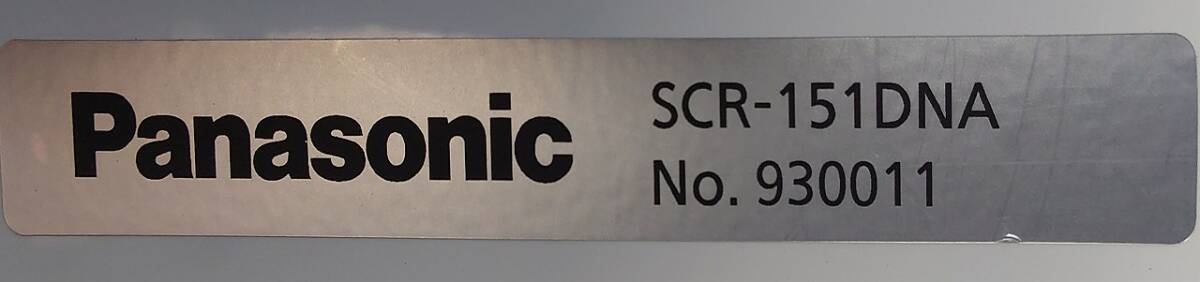 Panasonic
SCR-151DNA
No. 930011